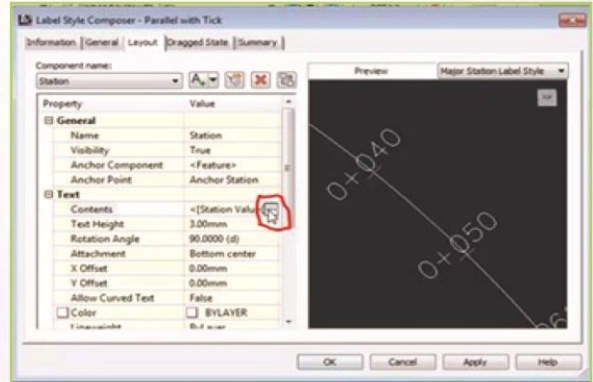 Label Style Composer - Parallel with Tick
Information General Layout Dragged State Summary
Component name:
Station
Preview
Major Station Label Style
Property Value
General
Name Station
Visibility True
Anchor Component <Feature>
Anchor Point Anchor Station
Text
Contents <[Station Valu
Text Height 3.00mm
Rotation Angle 90.0000 (d)
Attachment Bottom center
X Offset 0.00mm
Y Offset 0.00mm
Allow Curved Text False
Color BYLAYER
Lineweight ByLayer
0+040
0+050
OK Cancel Apply Help